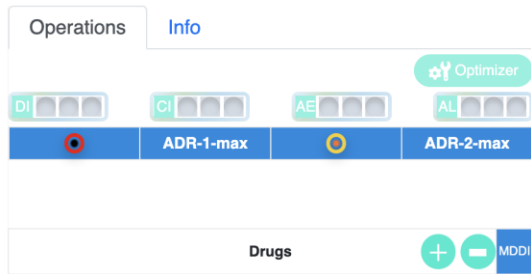 Operations Info
Optimizer
DI CI AE AL
ADR-1-max ADR-2-max
Drugs MDDI